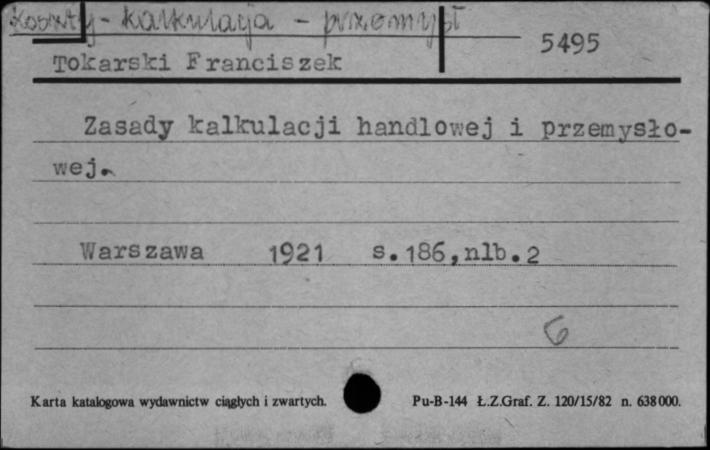 koszty - kalkulacja - przemysł
5495
Tokarski Franciszek
Zasady kalkulacji handlowej i przemysło-
wej.
Warszawa 1921 s.186,nlb.2
6
Karta katalogowa wydawnictw ciągłych i zwartych. Pu-B-144 Ł.Z.Graf. Z. 120/15/82 n. 638000.